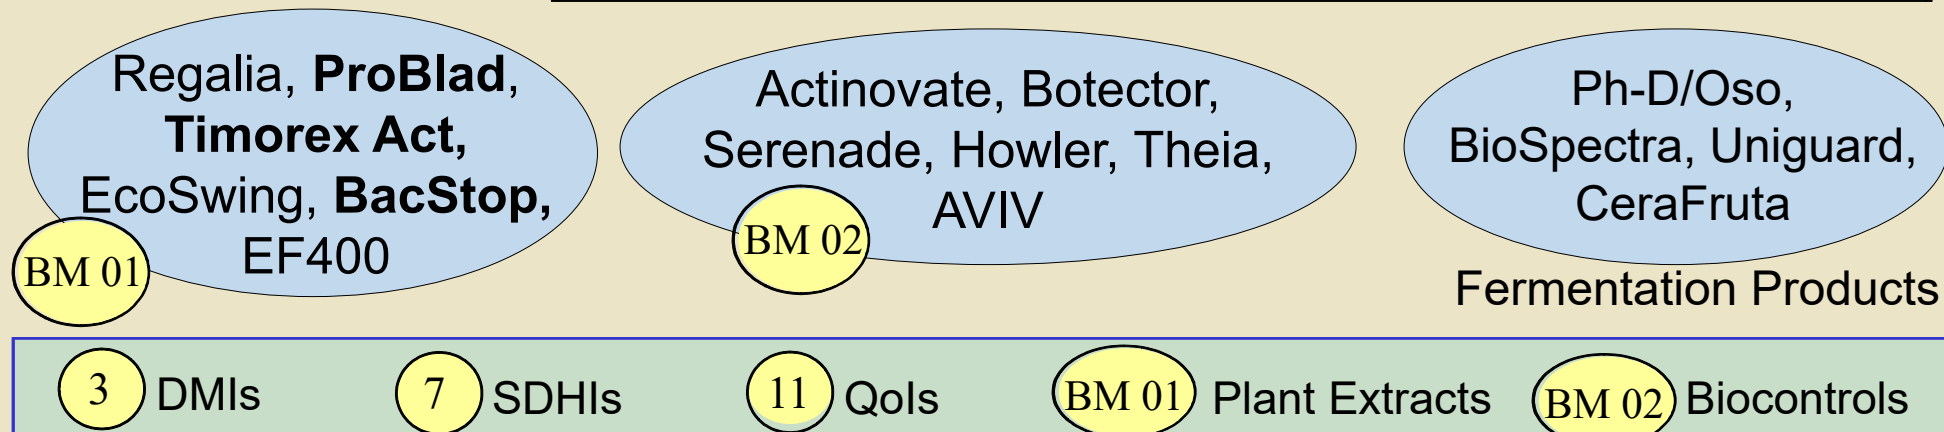 Regalia, ProBlad,
Timorex Act,
EcoSwing, BacStop,
EF400
BM 01
Actinovate, Botector,
Serenade, Howler, Theia,
AVIV
BM 02
Ph-D/Oso,
BioSpectra, Uniguard,
CeraFruta
Fermentation Products
3 DMIs
7 SDHIs
11 QoIs
BM 01 Plant Extracts
BM 02 Biocontrols